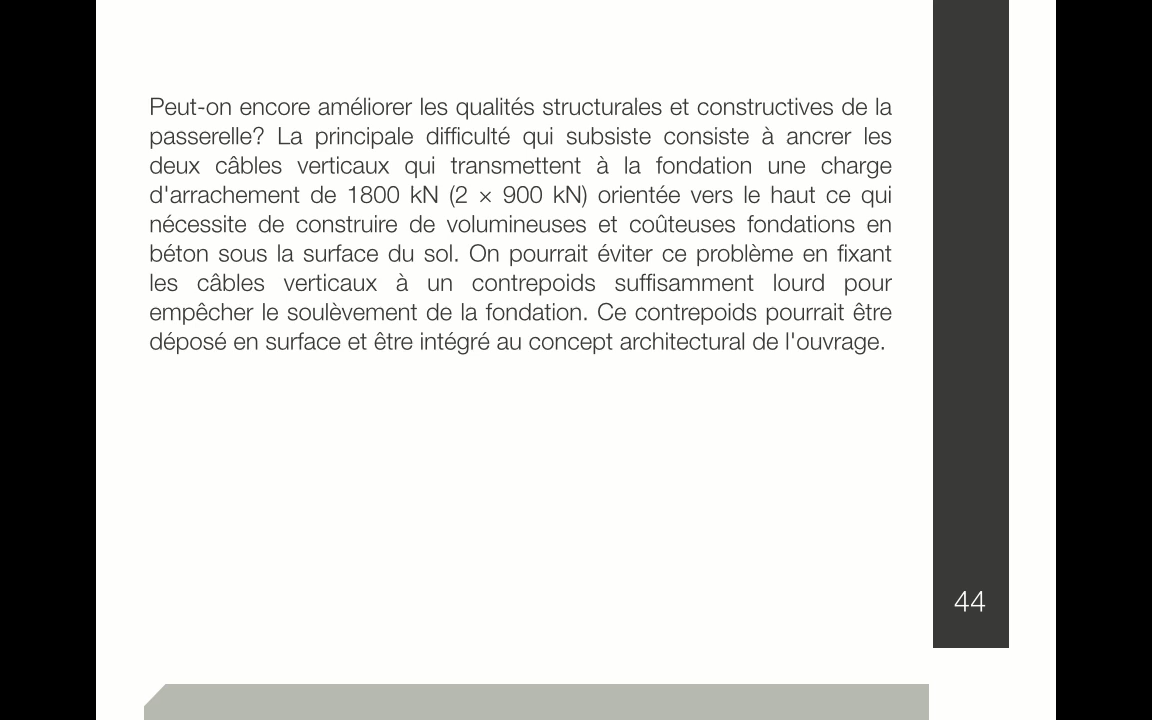 Peut-on encore améliorer les qualités structurales et constructives de la
passerelle? La principale difficulté qui subsiste consiste à ancrer les
deux câbles verticaux qui transmettent à la fondation une charge
d'arrachement de 1800 kN (2 × 900 kN) orientée vers le haut ce qui
nécessite de construire de volumineuses et coûteuses fondations en
béton sous la surface du sol. On pourrait éviter ce problème en fixant
les câbles verticaux à un contrepoids suffisamment lourd pour
empêcher le soulèvement de la fondation. Ce contrepoids pourrait être
déposé en surface et être intégré au concept architectural de l'ouvrage.
44